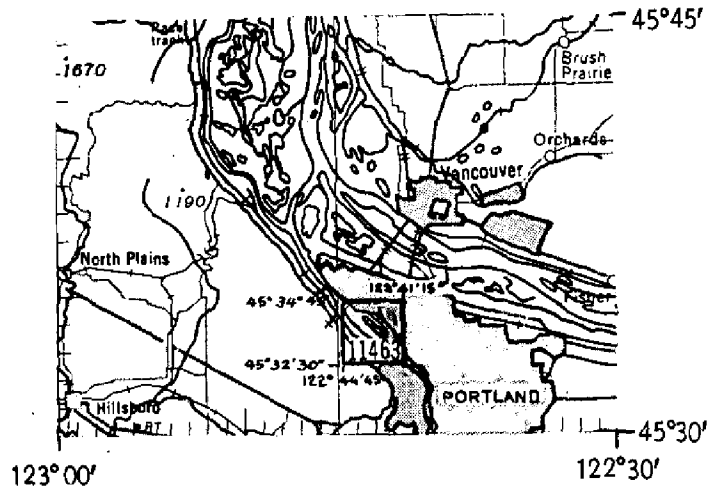 45°45'
Brush
Prairie
1670
Orchards
Vancouver
1190
North Plains
122°41'15
45°34'45
11463
45°32'30"
122°44'45
PORTLAND
Hillsboro
45°30'
123°00'
122°30'